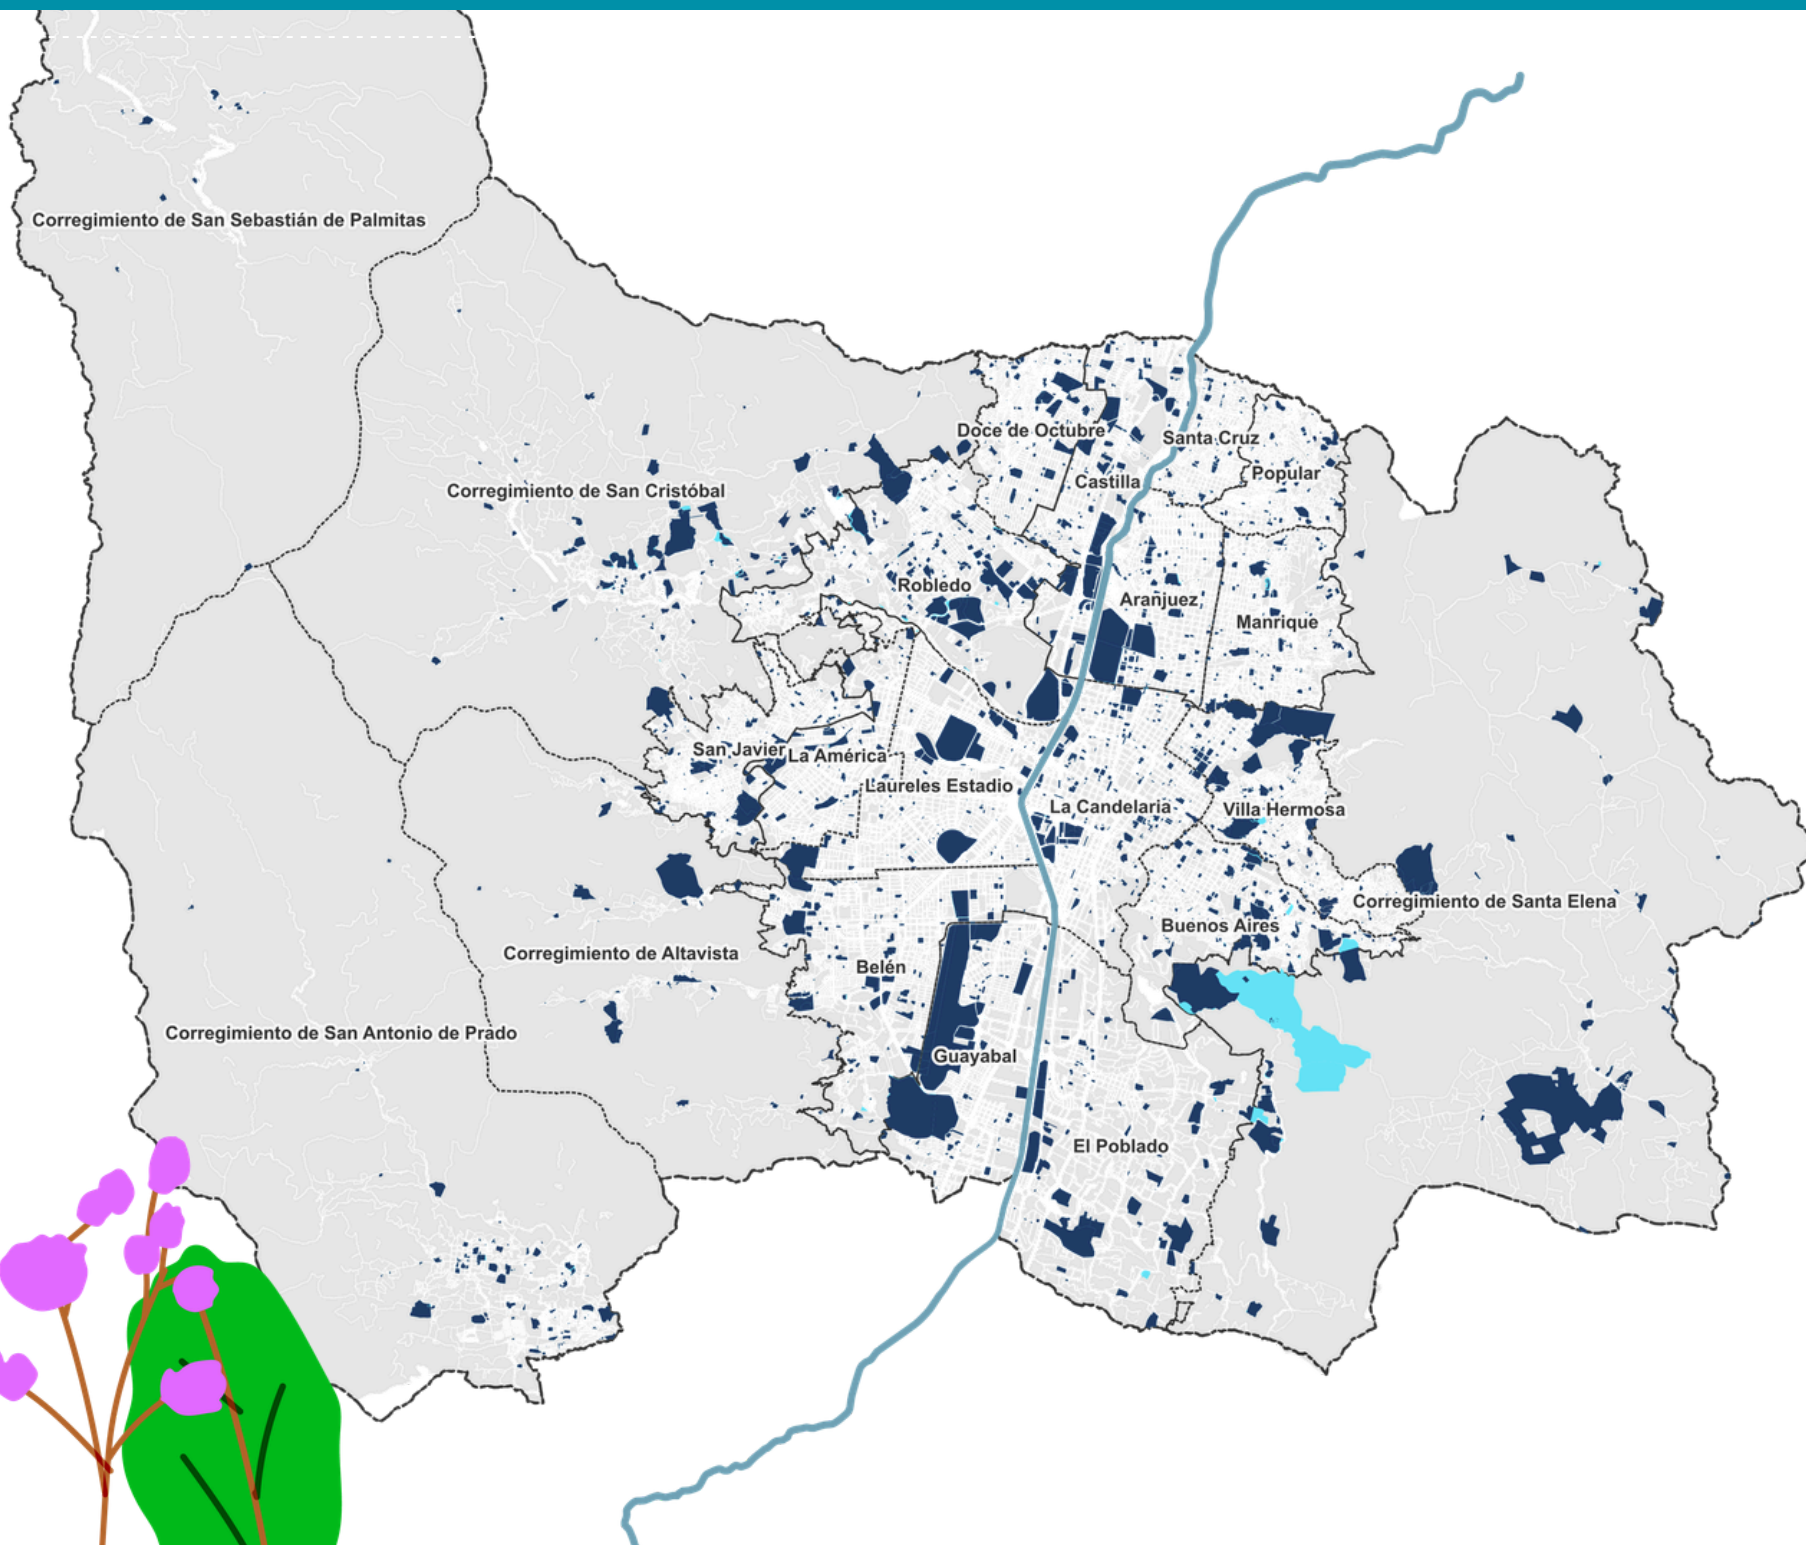 Corregimiento de San Sebastián de Palmitas
Doce de Octubre
Santa Cruz
Popular
Castilla
Corregimiento de San Cristóbal
Robledo
Aranjuez
Manrique
San Javier
La América
Laureles Estadio
La Candelaria
Villa Hermosa
Corregimiento de Santa Elena
Buenos Aires
Corregimiento de Altavista
Belén
Corregimiento de San Antonio de Prado
Guayabal
El Poblado